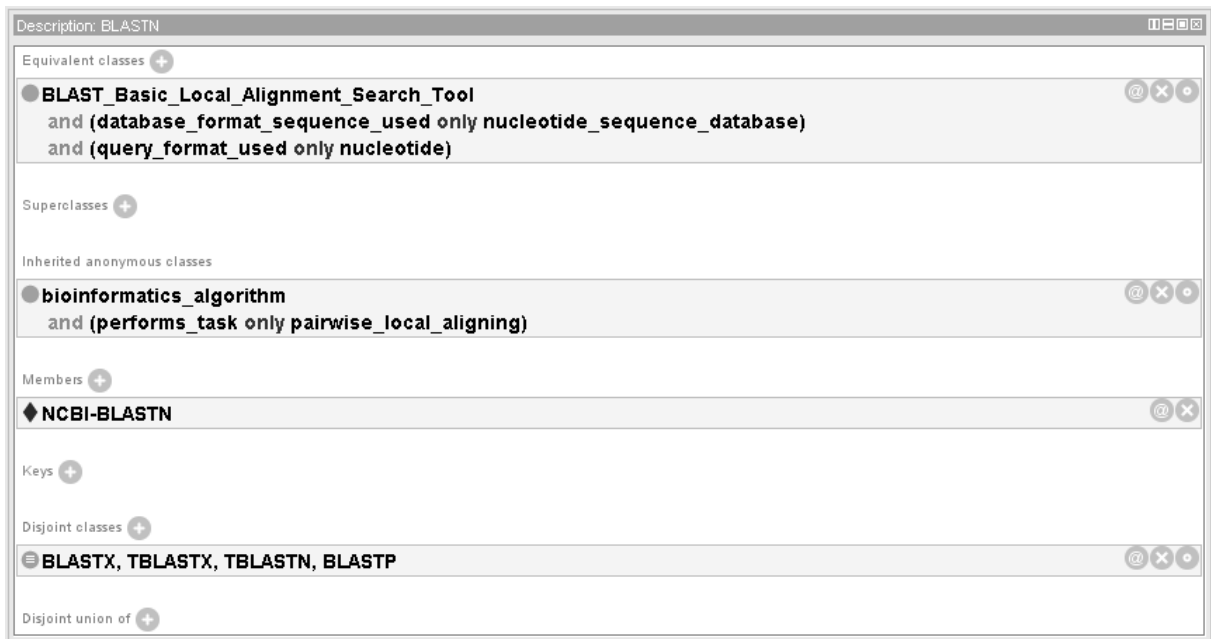 Description: BLASTN
Equivalent classes
BLAST_Basic_Local_Alignment_Search_Tool
and (database_format_sequence_used only nucleotide_sequence_database)
and (query_format_used only nucleotide)
Superclasses
Inherited anonymous classes
bioinformatics_algorithm
and (performs_task only pairwise_local_aligning)
Members
NCBI-BLASTN
Keys
Disjoint classes
BLASTX, TBLASTX, TBLASTN, BLASTP
Disjoint union of